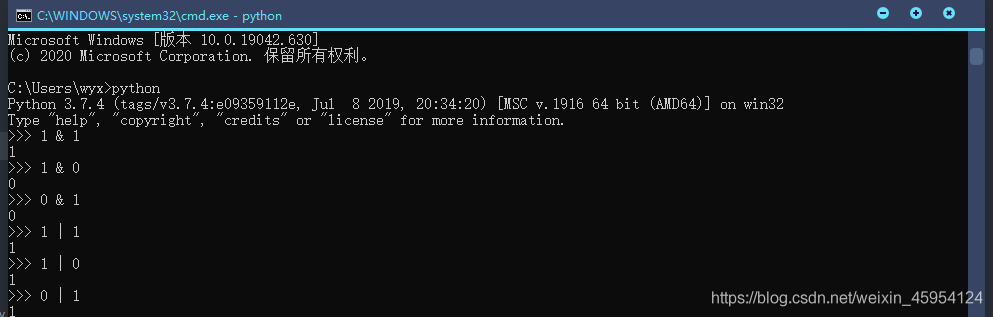 C:\WINDOWS\system32\cmd.exe - python
Microsoft Windows [版本 10.0.19042.630]
(c) 2020 Microsoft Corporation. 保留所有权利。
C:\Users\wyx>python
Python 3.7.4 (tags/v3.7.4:e09359112e, Jul  8 2019, 20:34:20) [MSC v.1916 64 bit (AMD64)] on win32
Type "help", "copyright", "credits" or "license" for more information.
>>> 1 & 1
1
>>> 1 & 0
0
>>> 0 & 1
0
>>> 1 | 1
1
>>> 1 | 0
1
>>> 0 | 1
1
https://blog.csdn.net/weixin_45954124